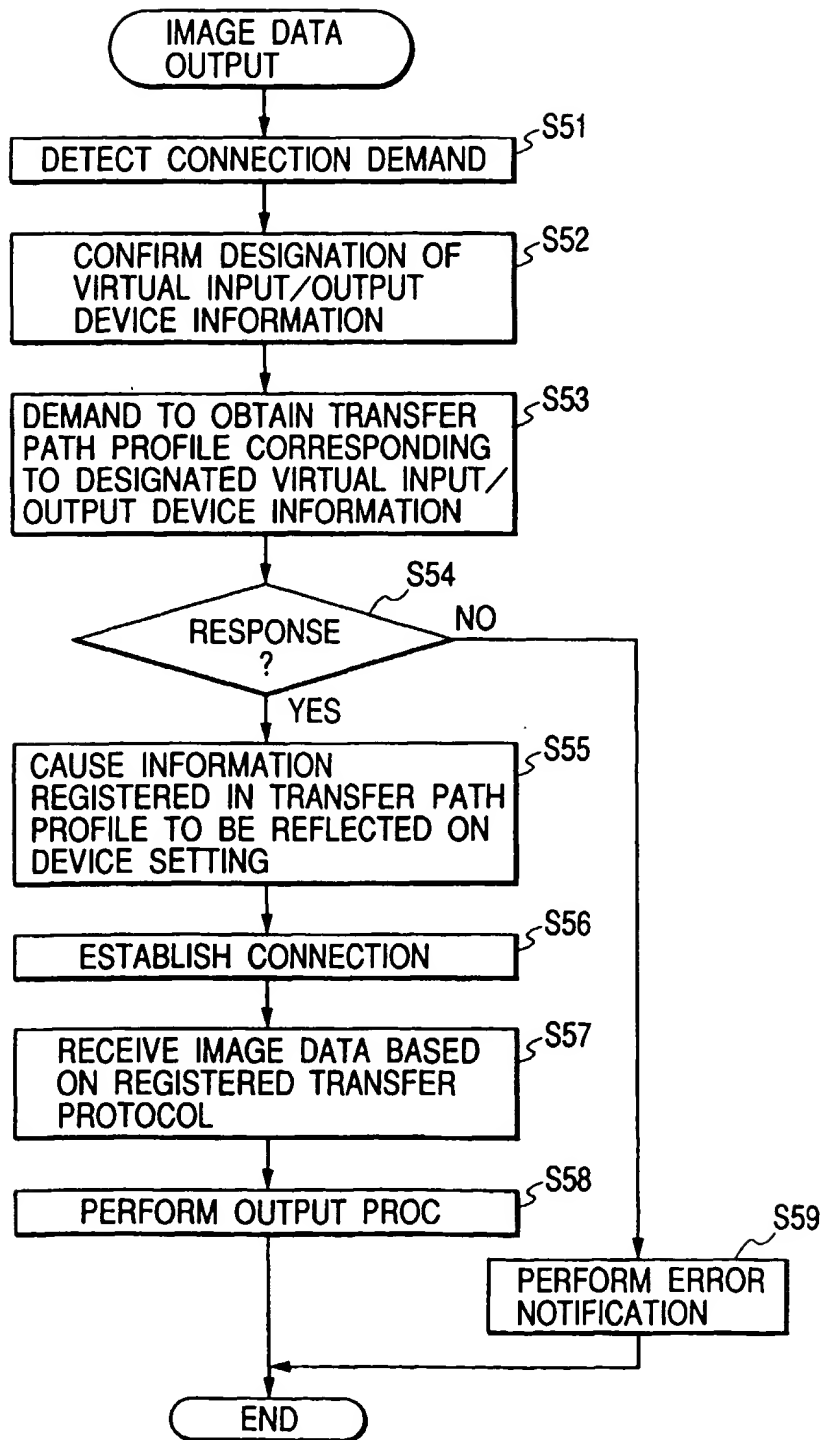 IMAGE DATA
OUTPUT
S51
DETECT CONNECTION DEMAND
S52
CONFIRM DESIGNATION OF
VIRTUAL INPUT/OUTPUT
DEVICE INFORMATION
S53
DEMAND TO OBTAIN TRANSFER
PATH PROFILE CORRESPONDING
TO DESIGNATED VIRTUAL INPUT/
OUTPUT DEVICE INFORMATION
S54
RESPONSE
?
NO
YES
S55
CAUSE INFORMATION
REGISTERED IN TRANSFER PATH
PROFILE TO BE REFLECTED ON
DEVICE SETTING
S56
ESTABLISH CONNECTION
S57
RECEIVE IMAGE DATA BASED
ON REGISTERED TRANSFER
PROTOCOL
S58
PERFORM OUTPUT PROC
S59
PERFORM ERROR
NOTIFICATION
END